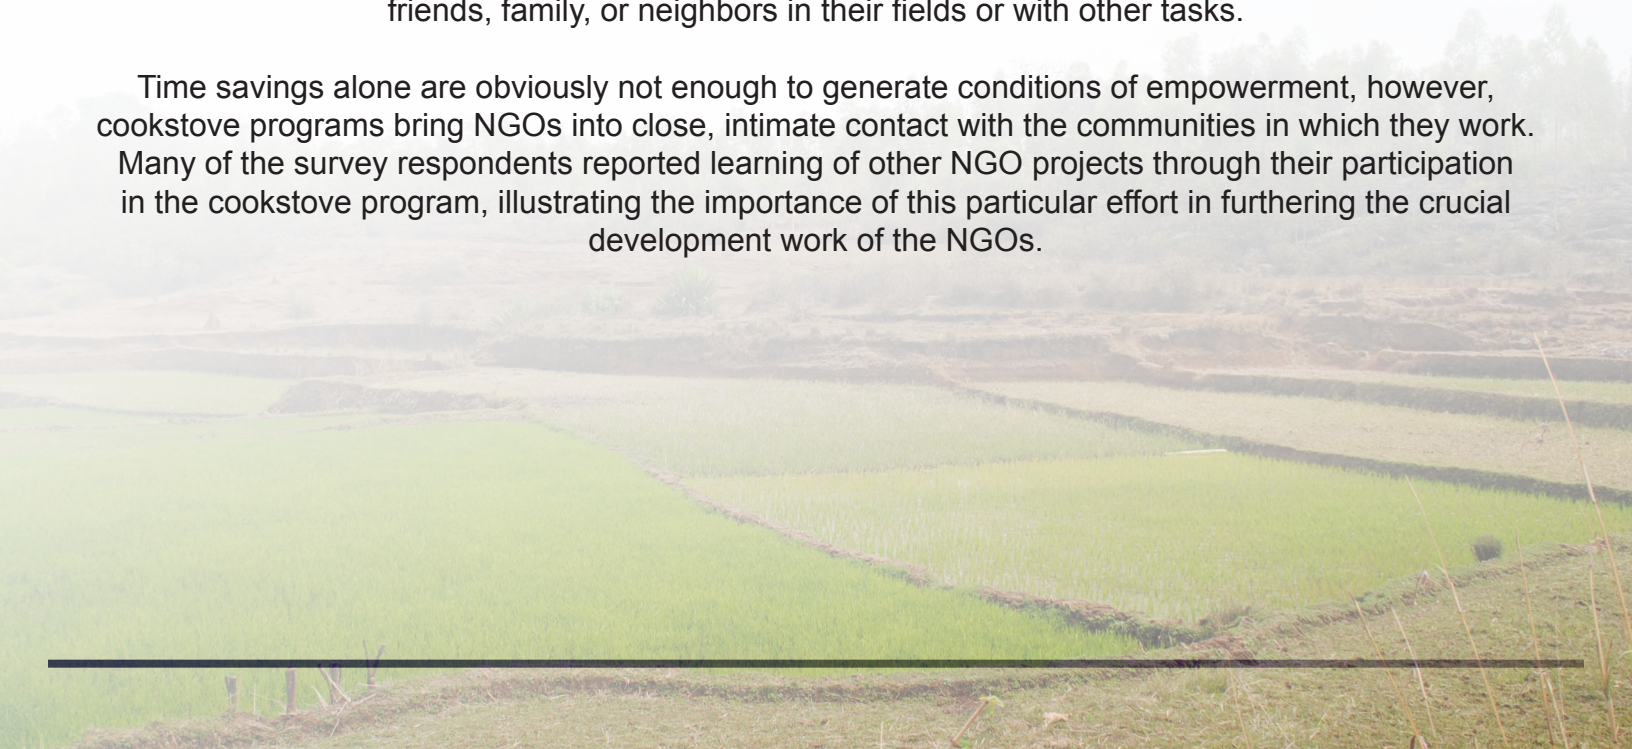 friends, family, or neighbors in their fields or with other tasks.
Time savings alone are obviously not enough to generate conditions of empowerment, however,
cookstove programs bring NGOs into close, intimate contact with the communities in which they work.
Many of the survey respondents reported learning of other NGO projects through their participation
in the cookstove program, illustrating the importance of this particular effort in furthering the crucial
development work of the NGOs.